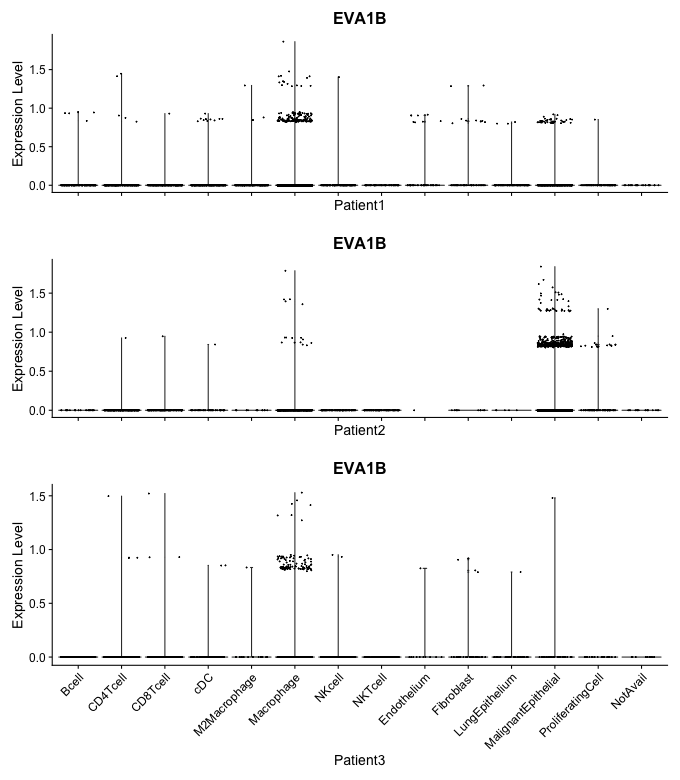 EVA1B
Expression Level
1.5
1.0
0.5
0.0
Patient1
EVA1B
Expression Level
1.5
1.0
0.5
0.0
Patient2
EVA1B
Expression Level
1.5
1.0
0.5
0.0
Bcell
CD4Tcell
CD8Tcell
cDC
M2Macrophage
Macrophage
NKcell
NKTcell
Endothelium
Fibroblast
LungEpithelium
MalignantEpithelial
ProliferatingCell
NotAvail
Patient3